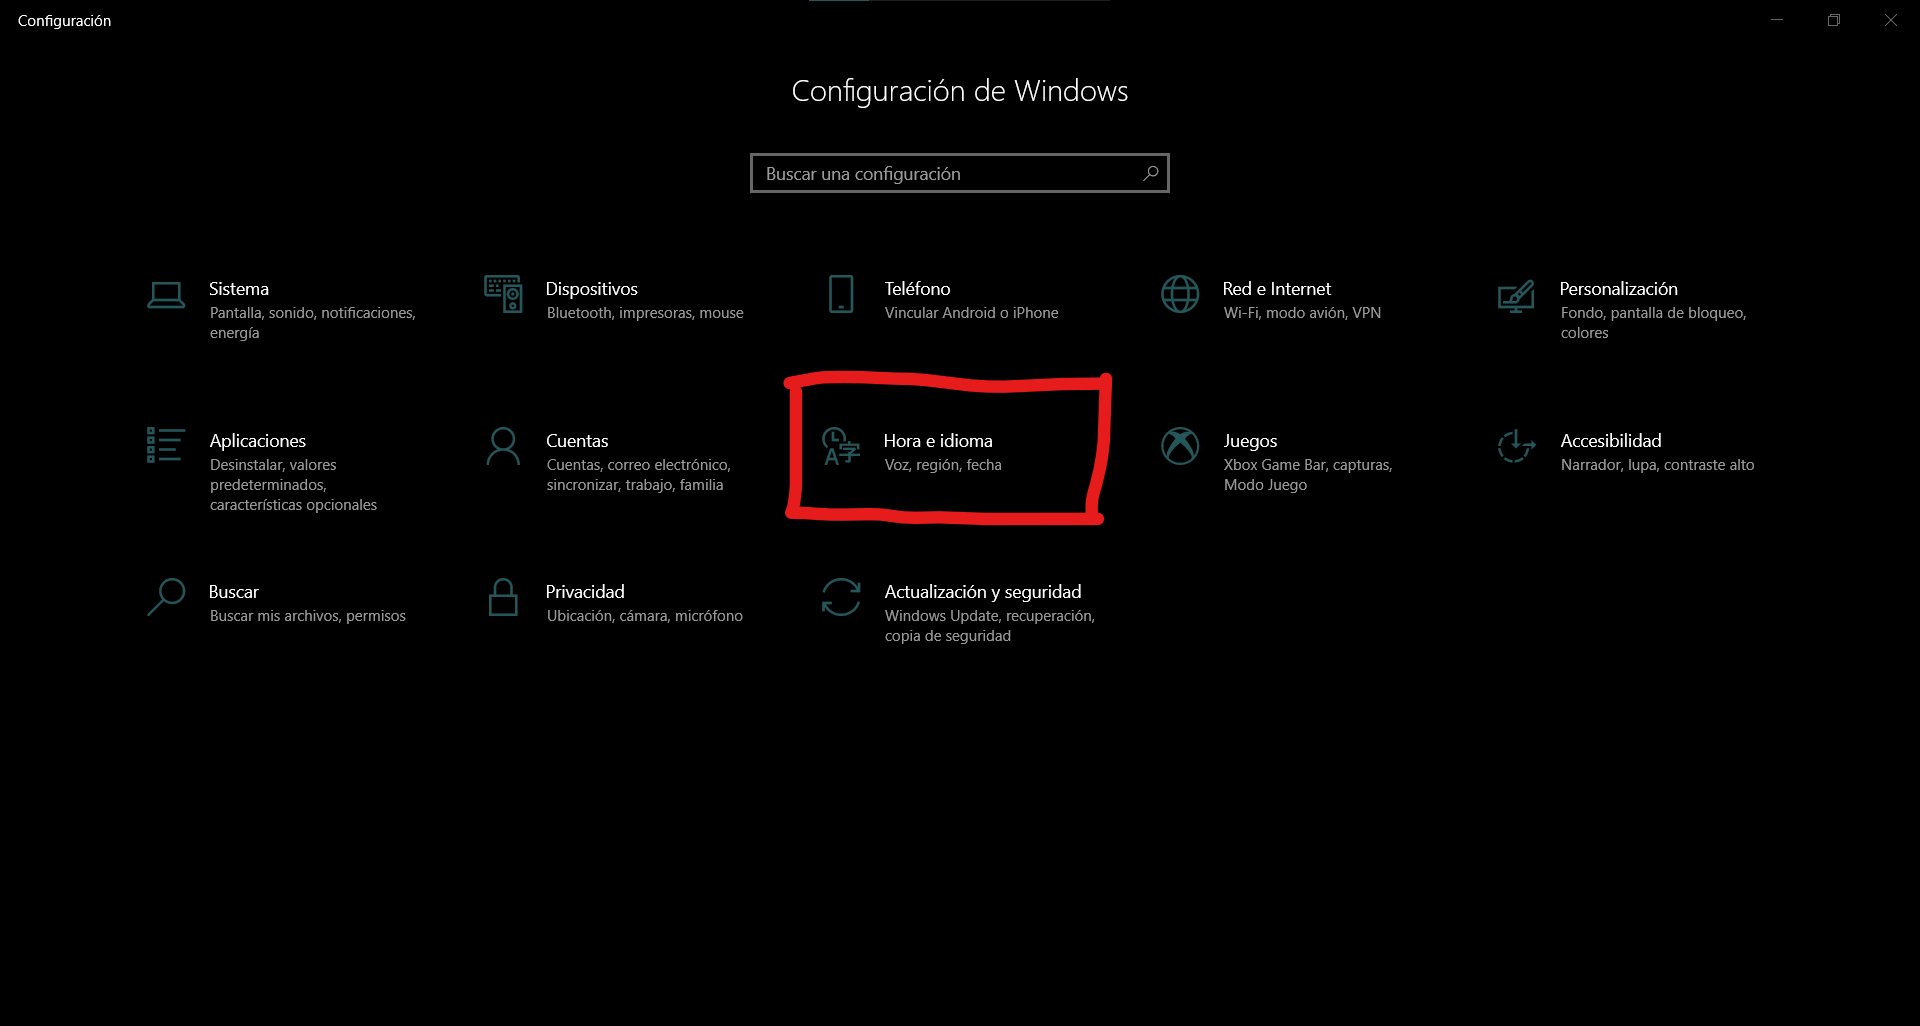 Configuración
Configuración de Windows
Buscar una configuración
Sistema
Pantalla, sonido, notificaciones,
energía
Dispositivos
Bluetooth, impresoras, mouse
Teléfono
Vincular Android o iPhone
Red e Internet
Wi-Fi, modo avión, VPN
Personalización
Fondo, pantalla de bloqueo,
colores
Aplicaciones
Desinstalar, valores
predeterminados,
características opcionales
Cuentas
Cuentas, correo electrónico,
sincronizar, trabajo, familia
A字
Hora e idioma
Voz, región, fecha
Juegos
Xbox Game Bar, capturas,
Modo Juego
Accesibilidad
Narrador, lupa, contraste alto
Buscar
Buscar mis archivos, permisos
Privacidad
Ubicación, cámara, micrófono
Actualización y seguridad
Windows Update, recuperación,
copia de seguridad